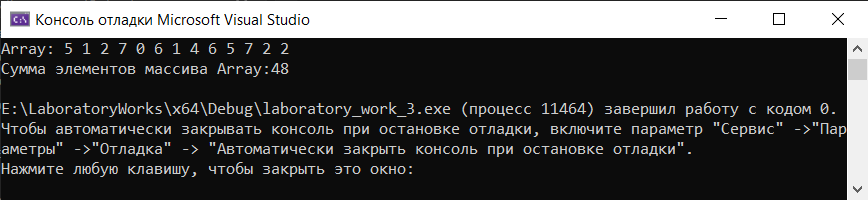 Консоль отладки Microsoft Visual Studio
Array: 5 1 2 7 0 6 1 4 6 5 7 2 2
Сумма элементов массива Array:48
E:\LaboratoryWorks\x64\Debug\laboratory_work_3.exe (процесс 11464) завершил работу с кодом 0.
Чтобы автоматически закрывать консоль при остановке отладки, включите параметр "Сервис" ->"Пар
аметры" ->"Отладка" -> "Автоматически закрыть консоль при остановке отладки".
Нажмите любую клавишу, чтобы закрыть это окно: